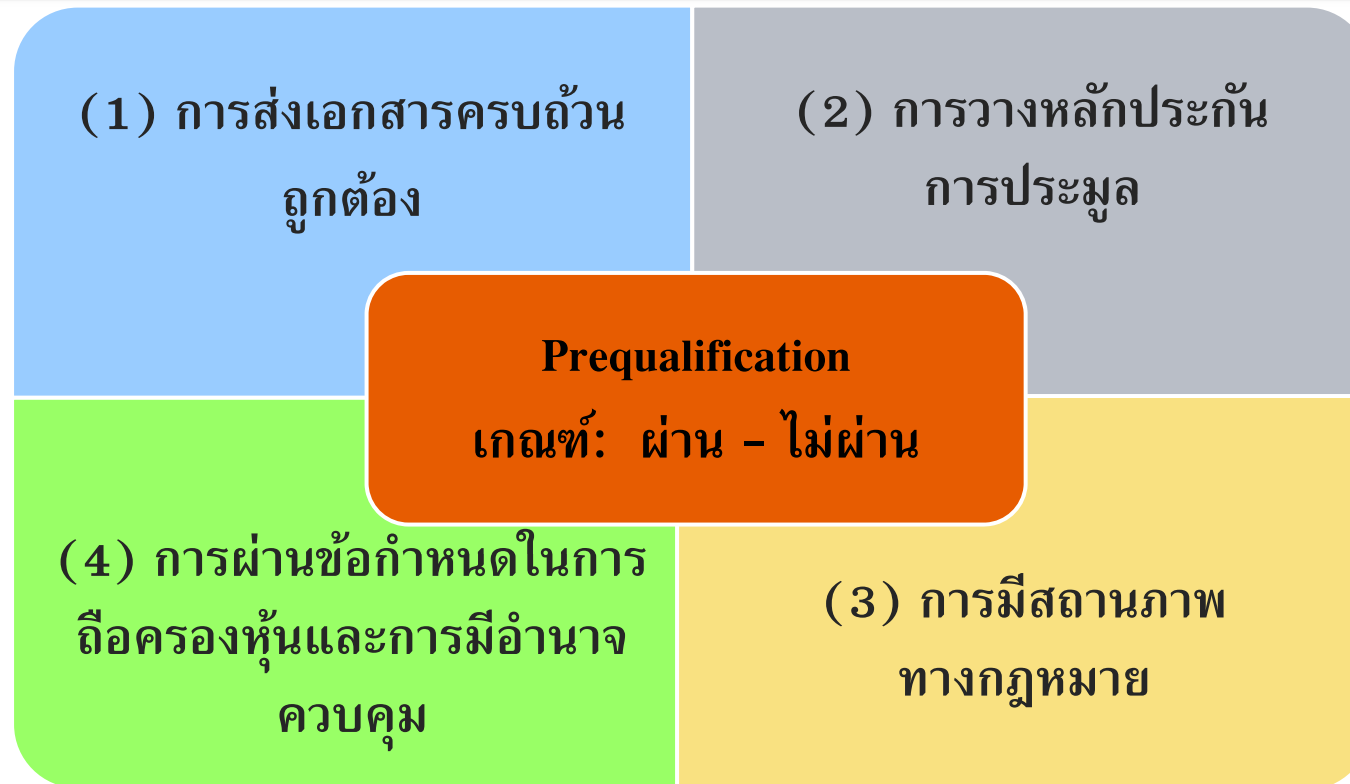 (1) การส่งเอกสารครบถ้วน
ถูกต้อง
(2) การวางหลักประกัน
การประมูล
Prequalification
เกณฑ์: ผ่าน - ไม่ผ่าน
(4) การผ่านข้อกำหนดในการ
ถือครองหุ้นและการมีอำนาจ
ควบคุม
(3) การมีสถานภาพ
ทางกฎหมาย